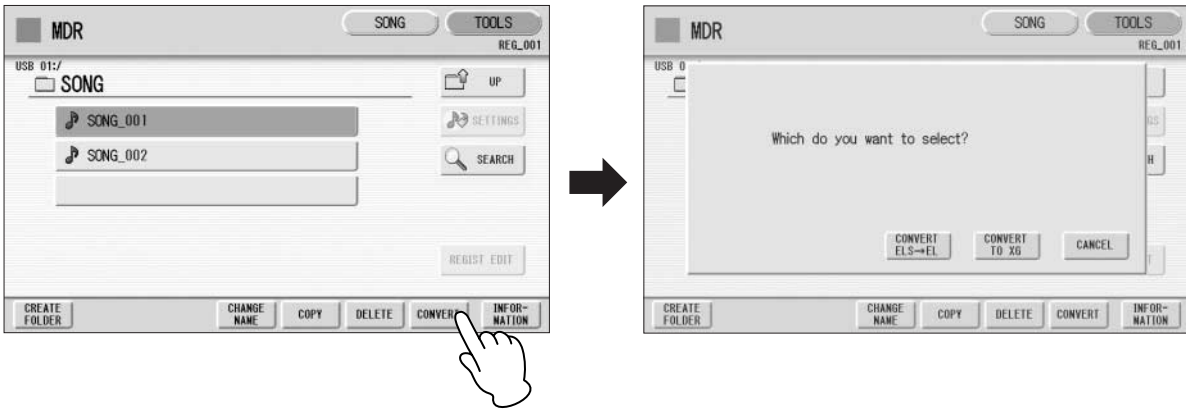 MDR
SONG
TOOLS
REG_001
USB 01:/
SONG
UP
SONG_001
SETTINGS
SONG_002
SEARCH
REGIST EDIT
CREATE
FOLDER
CHANGE
NAME
COPY
DELETE
CONVER
INFOR-
MATION
MDR
SONG
TOOLS
REG_001
USB 0
GS
H
Which do you want to select?
CONVERT
ELS→EL
CONVERT
TO XG
CANCEL
T
CREATE
FOLDER
CHANGE
NAME
COPY
DELETE
CONVERT
INFOR-
MATION